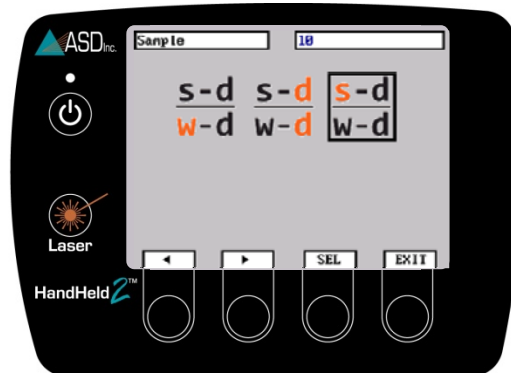 ASD Inc.
Sample 10
s-d s-d s-d
w-d w-d w-d
Laser
◄ ► SEL EXIT
HandHeld 2™